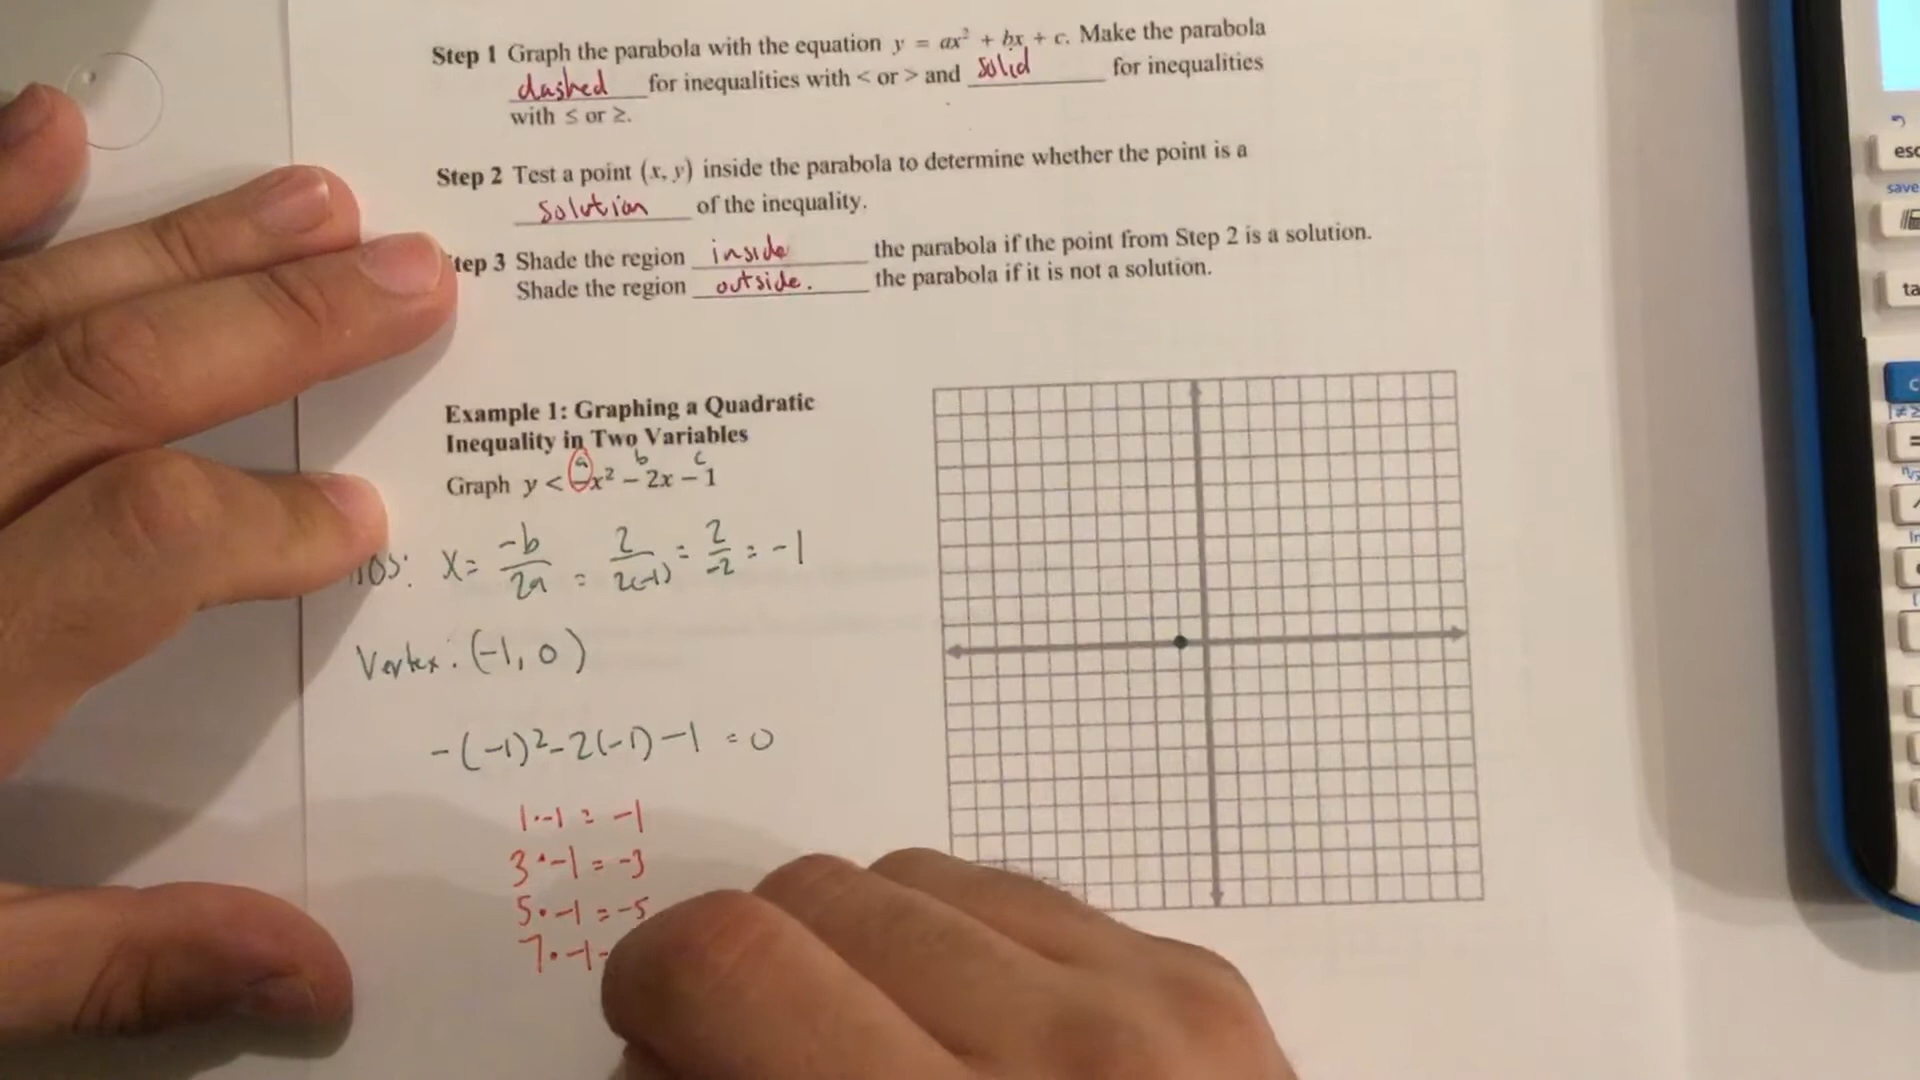 Step 1 Graph the parabola with the equation y = ax² + bx + c. Make the parabola
dashed for inequalities with < or > and solid for inequalities
with ≤ or ≥.
Step 2 Test a point (x, y) inside the parabola to determine whether the point is a
solution of the inequality.
tep 3 Shade the region inside the parabola if the point from Step 2 is a solution.
Shade the region outside. the parabola if it is not a solution.
Example 1: Graphing a Quadratic
Inequality in Two Variables
a b c
Graph y < −x² − 2x − 1
AOS: x = -b/2a = 2/2(-1) = 2/-2 = -1
Vertex: (-1, 0)
-(-1)²-2(-1)-1 = 0
1·-1 = -1
3·-1 = -3
5·-1 = -5
7·-1=
esc
save
ta